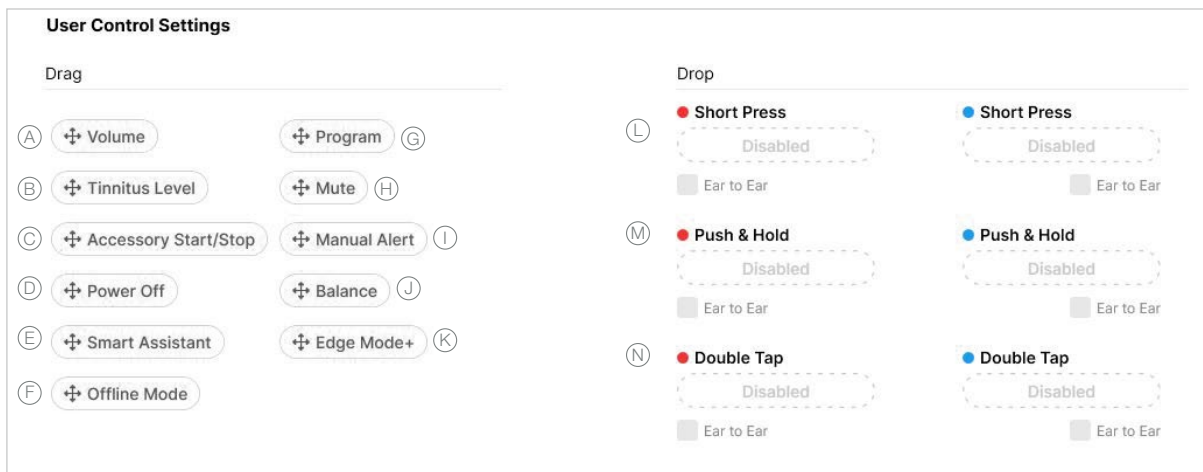 User Control Settings
Drag
Drop
A Volume
G Program
B Tinnitus Level
H Mute
C Accessory Start/Stop
I Manual Alert
D Power Off
J Balance
E Smart Assistant
K Edge Mode+
F Offline Mode
L Short Press
Short Press
Disabled
Disabled
Ear to Ear
Ear to Ear
M Push & Hold
Push & Hold
Disabled
Disabled
Ear to Ear
Ear to Ear
N Double Tap
Double Tap
Disabled
Disabled
Ear to Ear
Ear to Ear